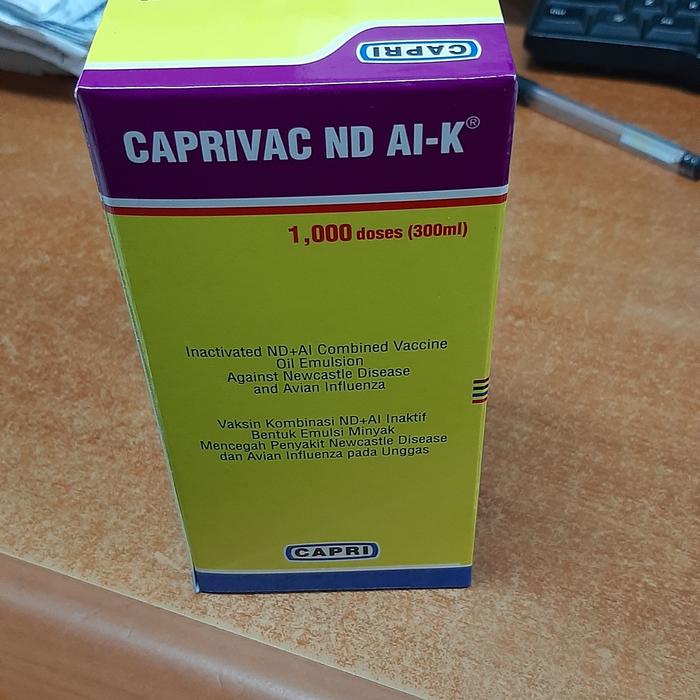 CAPRI
CAPRIVAC ND AI-K®
1,000 doses (300ml)
Inactivated ND+AI Combined Vaccine
Oil Emulsion
Against Newcastle Disease
and Avian Influenza
Vaksin Kombinasi ND+AI Inaktif
Bentuk Emulsi Minyak
Mencegah Penyakit Newcastle Disease
dan Avian Influenza pada Unggas
CAPRI